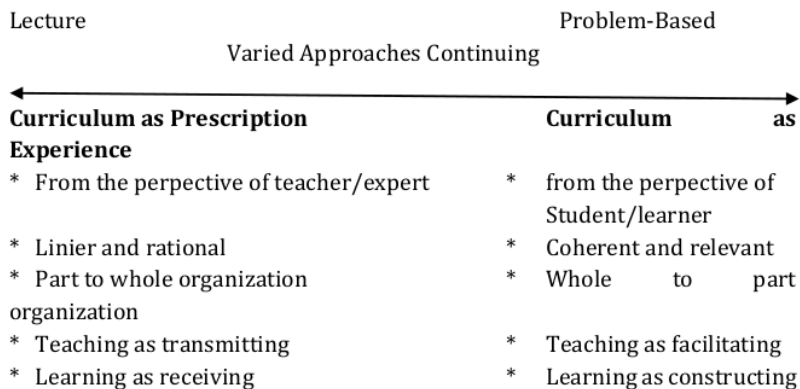 Lecture Problem-Based
Varied Approaches Continuing
Curriculum as Prescription Curriculum as
Experience
* From the perpective of teacher/expert * from the perpective of
Student/learner
* Linier and rational * Coherent and relevant
* Part to whole organization * Whole to part
organization
* Teaching as transmitting * Teaching as facilitating
* Learning as receiving * Learning as constructing